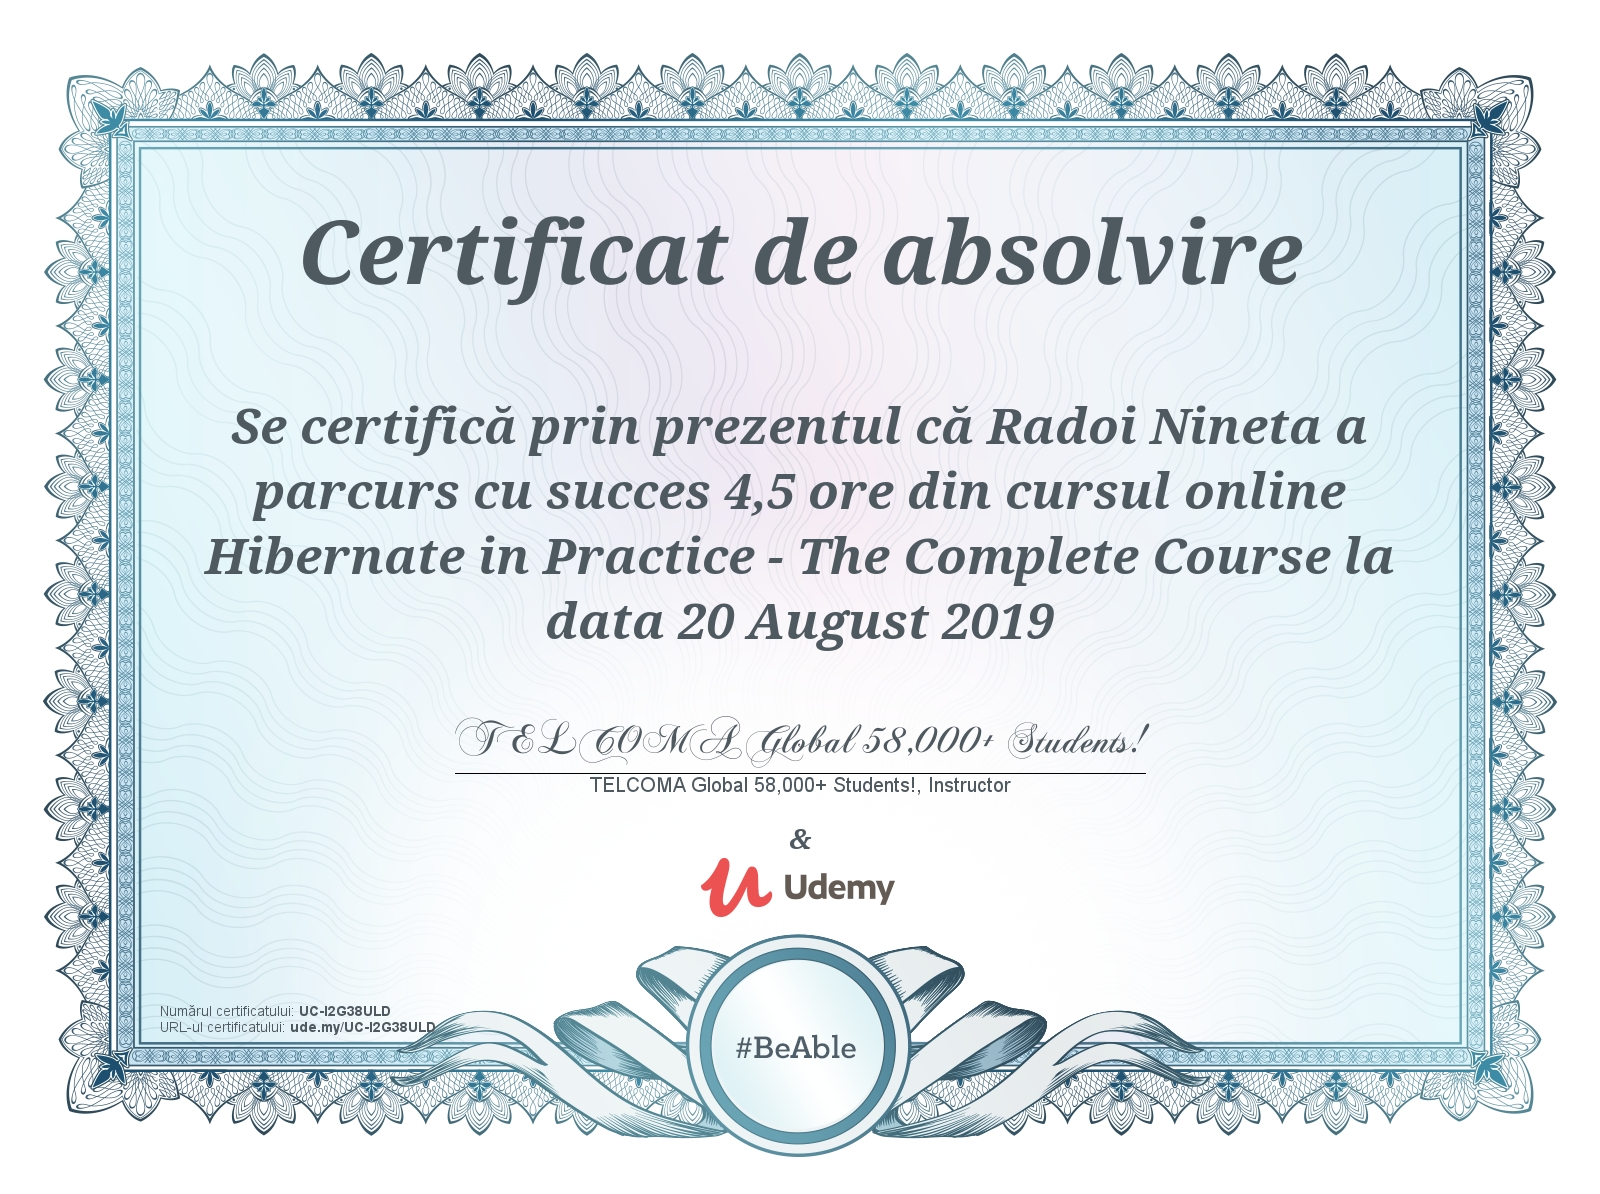 Certificat de absolvire
Se certifică prin prezentul că Radoi Nineta a
parcurs cu succes 4,5 ore din cursul online
Hibernate in Practice - The Complete Course la
data 20 August 2019
TELCOMA Global 58,000+ Students!
TELCOMA Global 58,000+ Students!, Instructor
&
Udemy
Numărul certificatului: UC-I2G38ULD
URL-ul certificatului: ude.my/UC-I2G38ULD
#BeAble